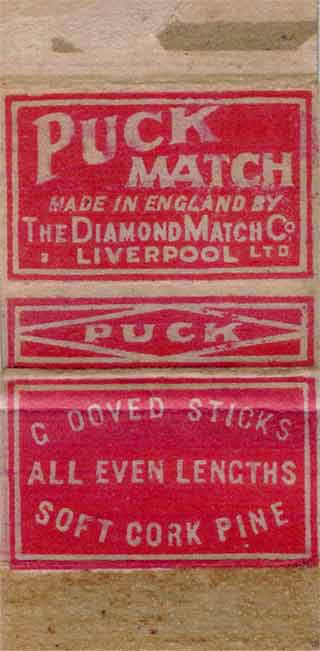 PUCK
MATCH
MADE IN ENGLAND BY
THE DIAMOND MATCH Co
LIVERPOOL LTD
PUCK
G OOVED STICKS
ALL EVEN LENGTHS
SOFT CORK PINE